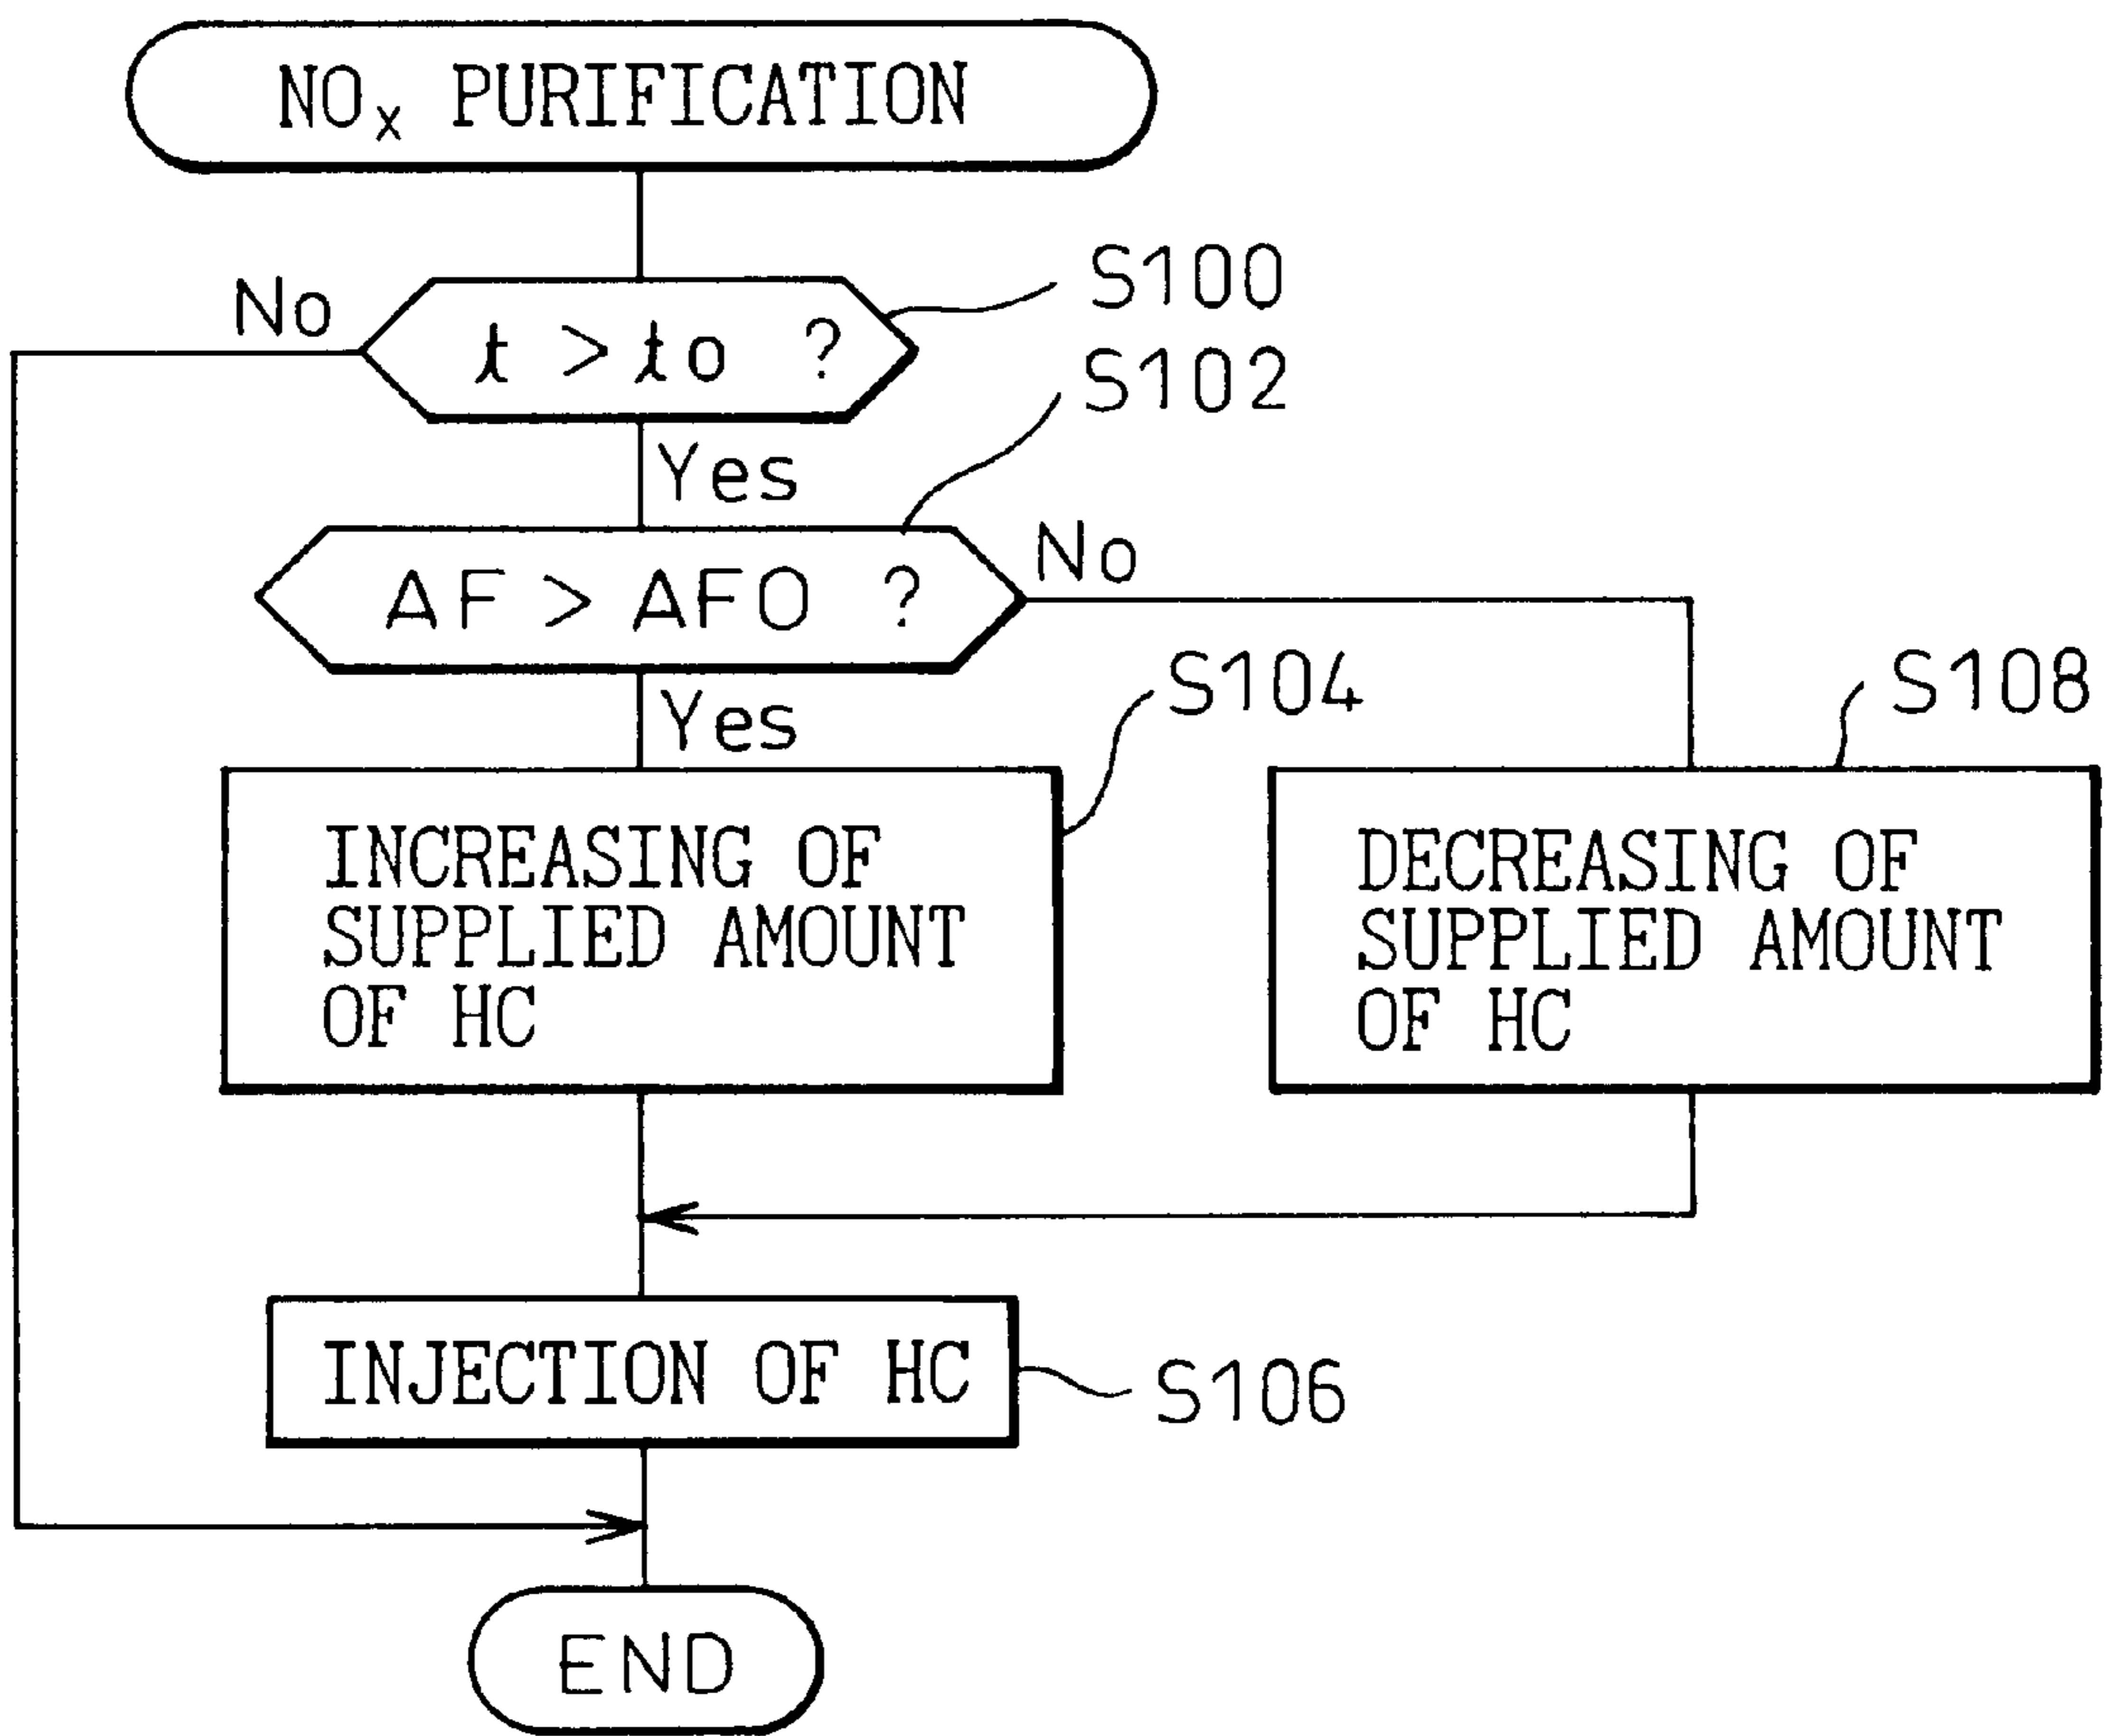 NOx PURIFICATION
S100
No
t > to ?
S102
Yes
No
AF > AFO ?
S104
S108
Yes
INCREASING OF
SUPPLIED AMOUNT
OF HC
DECREASING OF
SUPPLIED AMOUNT
OF HC
INJECTION OF HC
S106
END